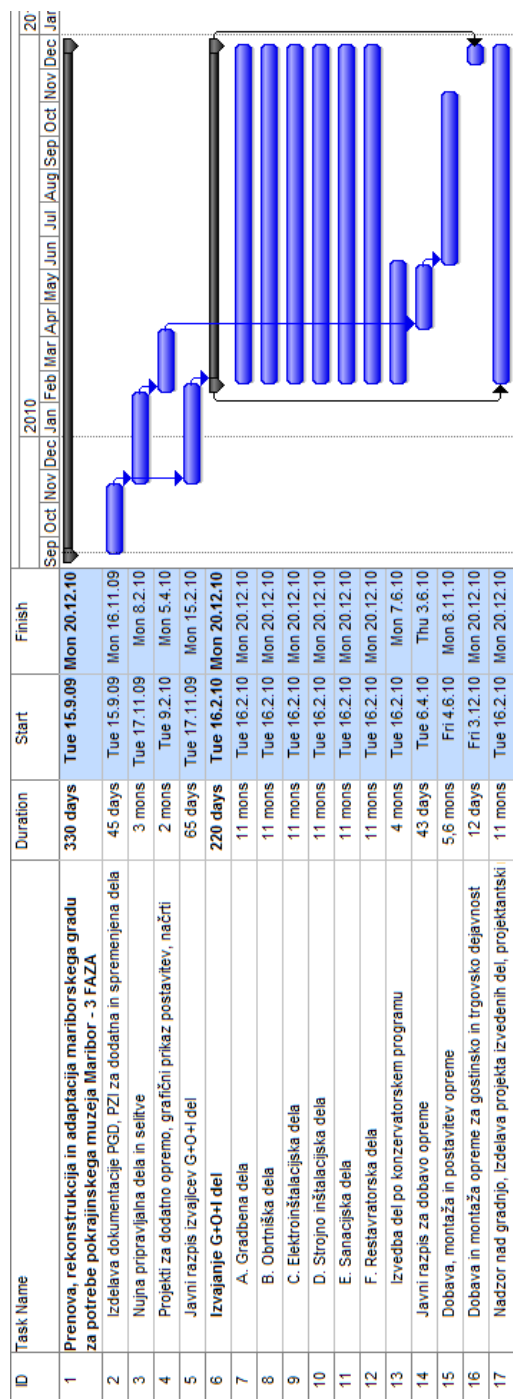 ID Task Name Duration Start Finish 2010 20
Sep Oct Nov Dec Jan Feb Mar Apr May Jun Jul Aug Sep Oct Nov Dec Jan
1 Prenova, rekonstrukcija in adaptacija mariborskega gradu 330 days Tue 15.9.09 Mon 20.12.10
za potrebe pokrajinskega muzeja Maribor - 3 FAZA
2 Izdelava dokumentacije PGD, PZI za dodatna in spremenjena dela 45 days Tue 15.9.09 Mon 16.11.09
3 Nujna pripravljalna dela in selitve 3 mons Tue 17.11.09 Mon 8.2.10
4 Projekti za dodatno opremo, grafični prikaz postavitev, načrti 2 mons Tue 9.2.10 Mon 5.4.10
5 Javni razpis izvajlcev G+O+I del 65 days Tue 17.11.09 Mon 15.2.10
6 Izvajanje G+O+I del 220 days Tue 16.2.10 Mon 20.12.10
7 A. Gradbena dela 11 mons Tue 16.2.10 Mon 20.12.10
8 B. Obrtniška dela 11 mons Tue 16.2.10 Mon 20.12.10
9 C. Elektroinštalacijska dela 11 mons Tue 16.2.10 Mon 20.12.10
10 D. Strojno inštalacijska dela 11 mons Tue 16.2.10 Mon 20.12.10
11 E. Sanacijska dela 11 mons Tue 16.2.10 Mon 20.12.10
12 F. Restavratorska dela 11 mons Tue 16.2.10 Mon 20.12.10
13 Izvedba del po konzervatorskem programu 4 mons Tue 16.2.10 Mon 7.6.10
14 Javni razpis za dobavo opreme 43 days Tue 6.4.10 Thu 3.6.10
15 Dobava, montaža in postavitev opreme 5,6 mons Fri 4.6.10 Mon 8.11.10
16 Dobava in montaža opreme za gostinsko in trgovsko dejavnost 12 days Fri 3.12.10 Mon 20.12.10
17 Nadzor nad gradnjo, Izdelava projekta izvedenih del, projektantski 11 mons Tue 16.2.10 Mon 20.12.10